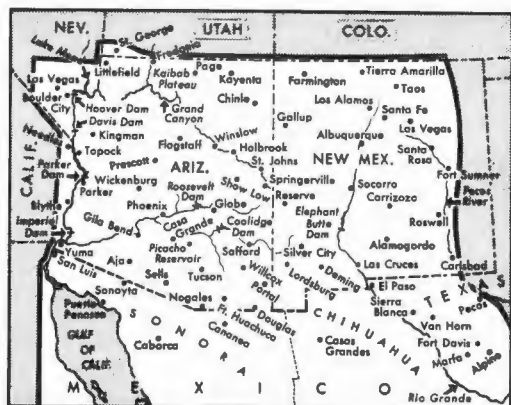 NEV.
UTAH
COLO.
St. George
Fredonia
Lake Mead
Littlefield
Kaibab
Plateau
Page
Kayenta
Farmington
Tierra Amarilla
Las Vegas
Taos
Boulder
City
Chinle
Los Alamos
Hoover Dam
Grand
Canyon
Santa Fe
Davis Dam
Gallup
Las Vegas
Needles
Kingman
Flagstaff
Winslow
Albuquerque
Santa
Rosa
Topock
Holbrook
CALIF.
Prescott
ARIZ.
St. Johns
NEW MEX.
Parker
Dam
Wickenburg
Roosevelt
Dam
Show Low
Springerville
Fort Sumner
Parker
Socorro
Pecos
River
Blythe
Phoenix
Globe
Reserve
Carrizozo
Imperial
Dam
Gila Bend
Casa
Grande
Coolidge
Dam
Elephant
Butte
Dam
Roswell
Yuma
Ajo
Picacho
Reservoir
Safford
Silver City
Alamogordo
San Luis
Sells
Tucson
Willcox
Lordsburg
Deming
Las Cruces
Carlsbad
Sonoyta
Portal
El Paso
TEXAS
Puerto
Penasco
Nogales
Ft. Huachuca
Douglas
Sierra
Blanca
Pecos
GULF
OF
CALIF.
SONORA
Cananea
CHIHUAHUA
Van Horn
Caborca
Casas
Grandes
Fort Davis
Marfa
Alpine
MEXICO
Rio Grande